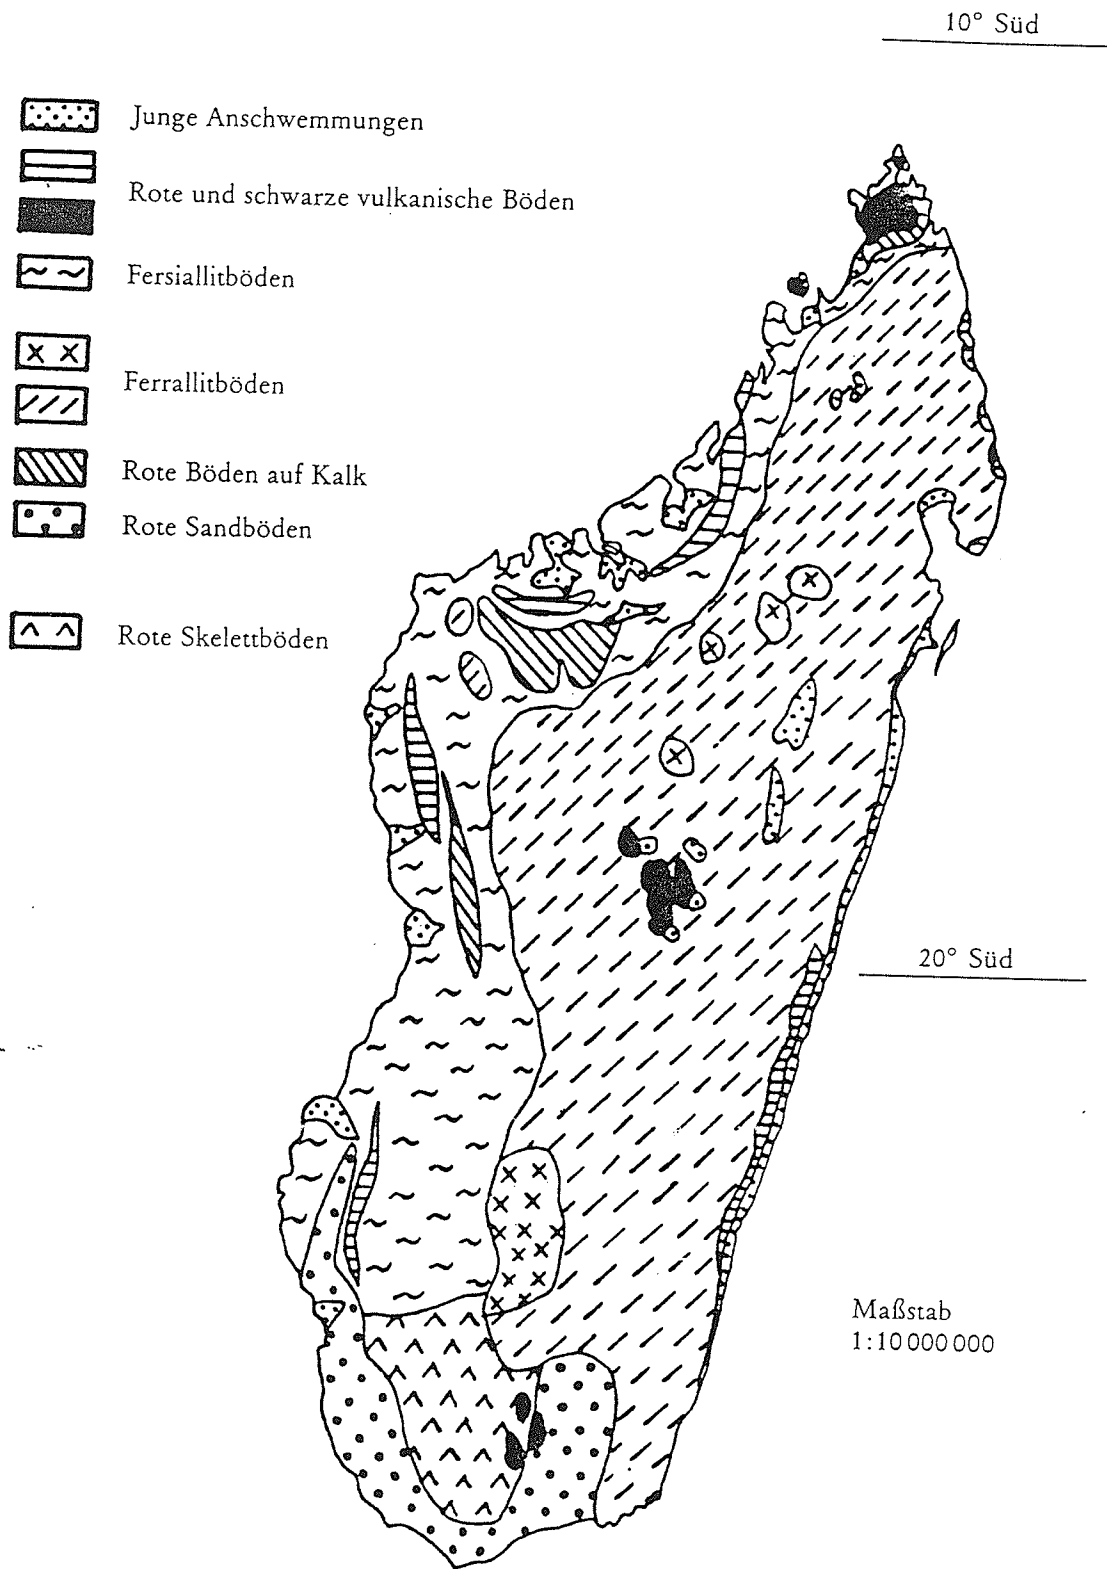 10° Süd
Junge Anschwemmungen
Rote und schwarze vulkanische Böden
Fersiallitböden
Ferrallitböden
Rote Böden auf Kalk
Rote Sandböden
Rote Skelettböden
20° Süd
Maßstab
1:10 000 000